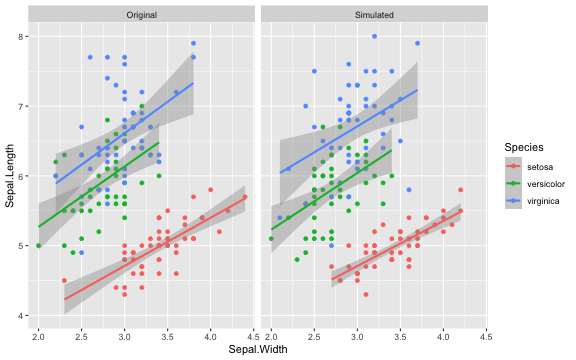 Original
Simulated
Sepal.Length
8
7
6
5
4
2.0 2.5 3.0 3.5 4.0 4.5
2.0 2.5 3.0 3.5 4.0 4.5
Sepal.Width
Species
setosa
versicolor
virginica